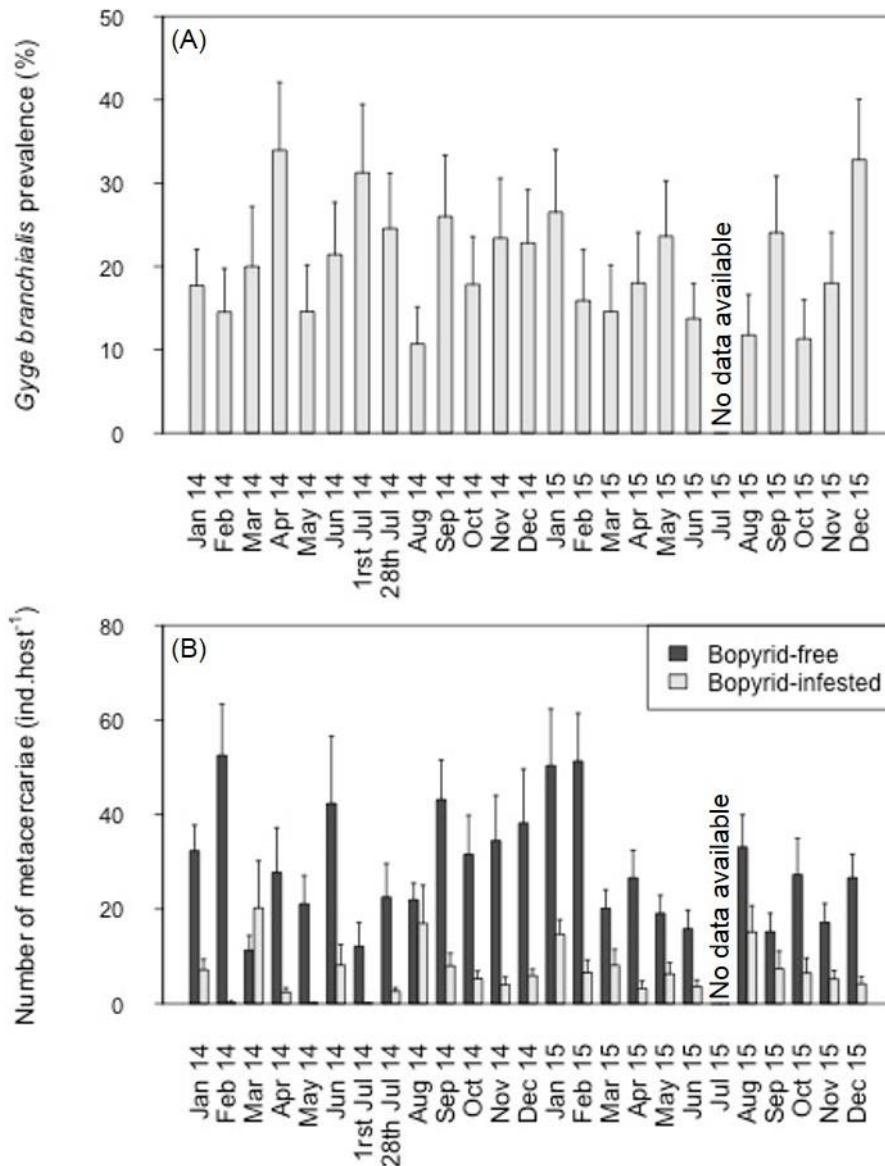 (A)
Gyge branchialis prevalence (%)
50
40
30
20
10
0
No data available
Jan 14
Feb 14
Mar 14
Apr 14
May 14
Jun 14
1rst Jul 14
28th Jul 14
Aug 14
Sep 14
Oct 14
Nov 14
Dec 14
Jan 15
Feb 15
Mar 15
Apr 15
May 15
Jun 15
Jul 15
Aug 15
Sep 15
Oct 15
Nov 15
Dec 15
(B)
Number of metacercariae (ind.host⁻¹)
80
60
40
20
0
Bopyrid-free
Bopyrid-infested
No data available
Jan 14
Feb 14
Mar 14
Apr 14
May 14
Jun 14
1rst Jul 14
28th Jul 14
Aug 14
Sep 14
Oct 14
Nov 14
Dec 14
Jan 15
Feb 15
Mar 15
Apr 15
May 15
Jun 15
Jul 15
Aug 15
Sep 15
Oct 15
Nov 15
Dec 15